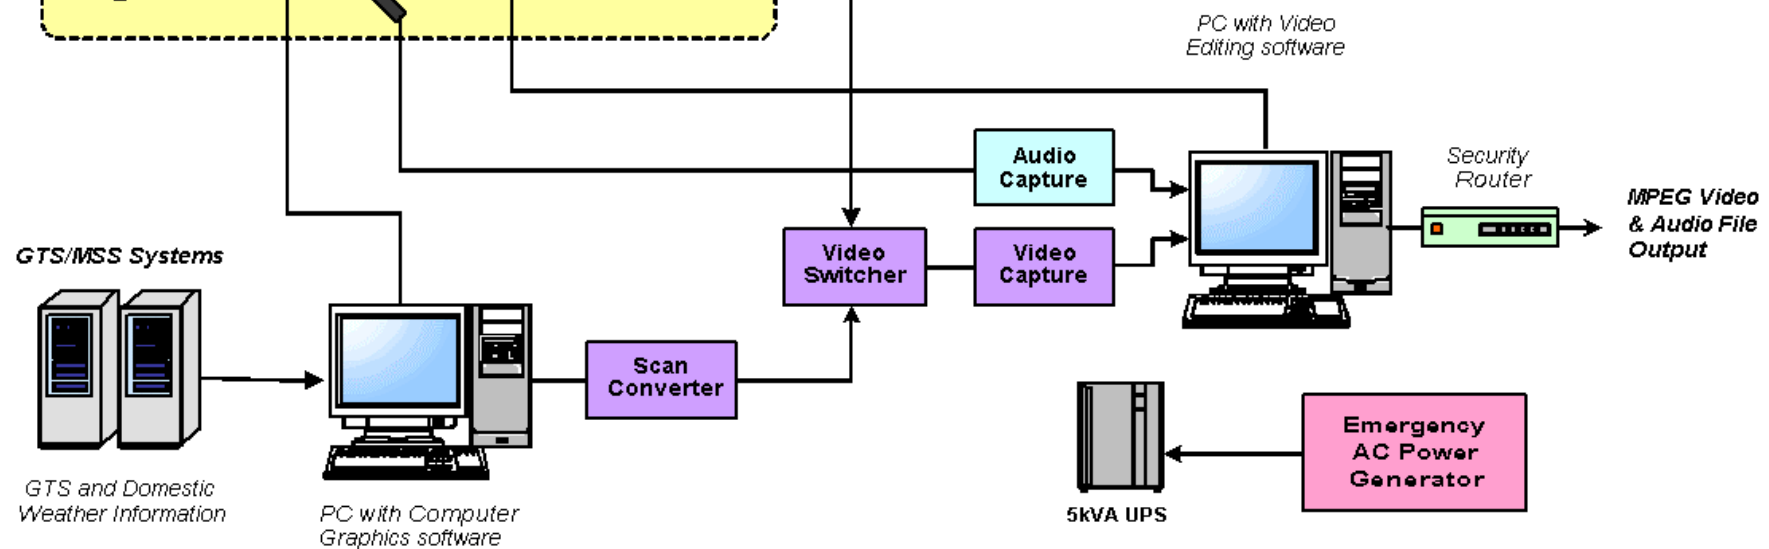 PC with Video
Editing software
Audio
Capture
Security
Router
MPEG Video
& Audio File
Output
GTS/MSS Systems
Video
Switcher
Video
Capture
Scan
Converter
Emergency
AC Power
Generator
GTS and Domestic
Weather Information
PC with Computer
Graphics software
5kVA UPS